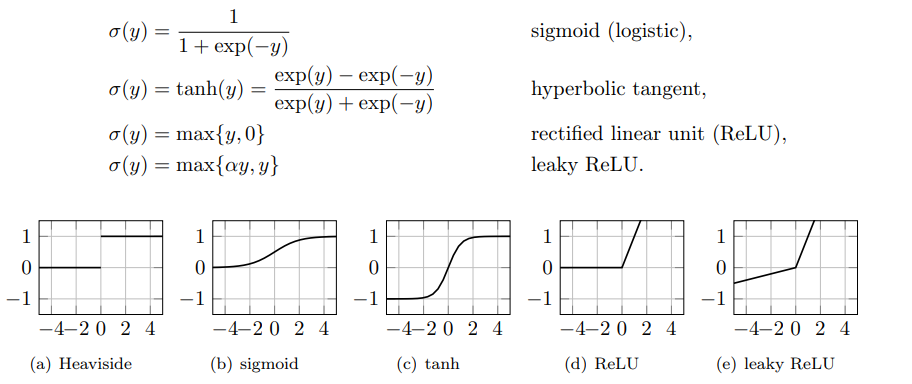 σ(y) = 1 / (1 + exp(−y)) sigmoid (logistic),
σ(y) = tanh(y) = (exp(y) − exp(−y)) / (exp(y) + exp(−y)) hyperbolic tangent,
σ(y) = max{y, 0} rectified linear unit (ReLU),
σ(y) = max{αy, y} leaky ReLU.
1 1 1 1 1
0 0 0 0 0
−1 −1 −1 −1 −1
−4 −2 0 2 4 −4 −2 0 2 4 −4 −2 0 2 4 −4 −2 0 2 4 −4 −2 0 2 4
(a) Heaviside (b) sigmoid (c) tanh (d) ReLU (e) leaky ReLU